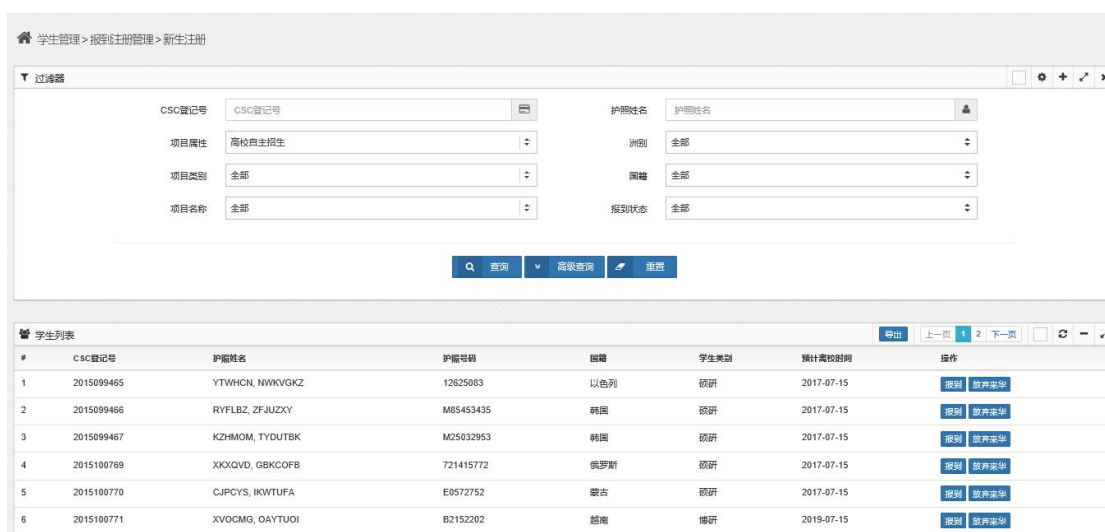 学生管理>报到注册管理>新生注册
过滤器
CSC登记号 CSC登记号 护照姓名 护照姓名
项目属性 高校自主招生 洲别 全部
项目类别 全部 国籍 全部
项目名称 全部 报到状态 全部
查询 高级查询 重置
学生列表 导出 上一页 1 2 下一页
# CSC登记号 护照姓名 护照号码 国籍 学生类别 预计离校时间 操作
1 2015099465 YTWHCN, NWKVGKZ 12625083 以色列 硕研 2017-07-15 报到 放弃来华
2 2015099466 RYFLBZ, ZFJUZXY M85453435 韩国 硕研 2017-07-15 报到 放弃来华
3 2015099467 KZHMOM, TYDUTBK M25032953 韩国 硕研 2017-07-15 报到 放弃来华
4 2015100769 XKXQVD, GBKCOFB 721415772 俄罗斯 硕研 2017-07-15 报到 放弃来华
5 2015100770 CJPCYS, IKWTUFA E0572752 蒙古 硕研 2017-07-15 报到 放弃来华
6 2015100771 XVOCMG, OAYTUOI B2152202 越南 博研 2019-07-15 报到 放弃来华